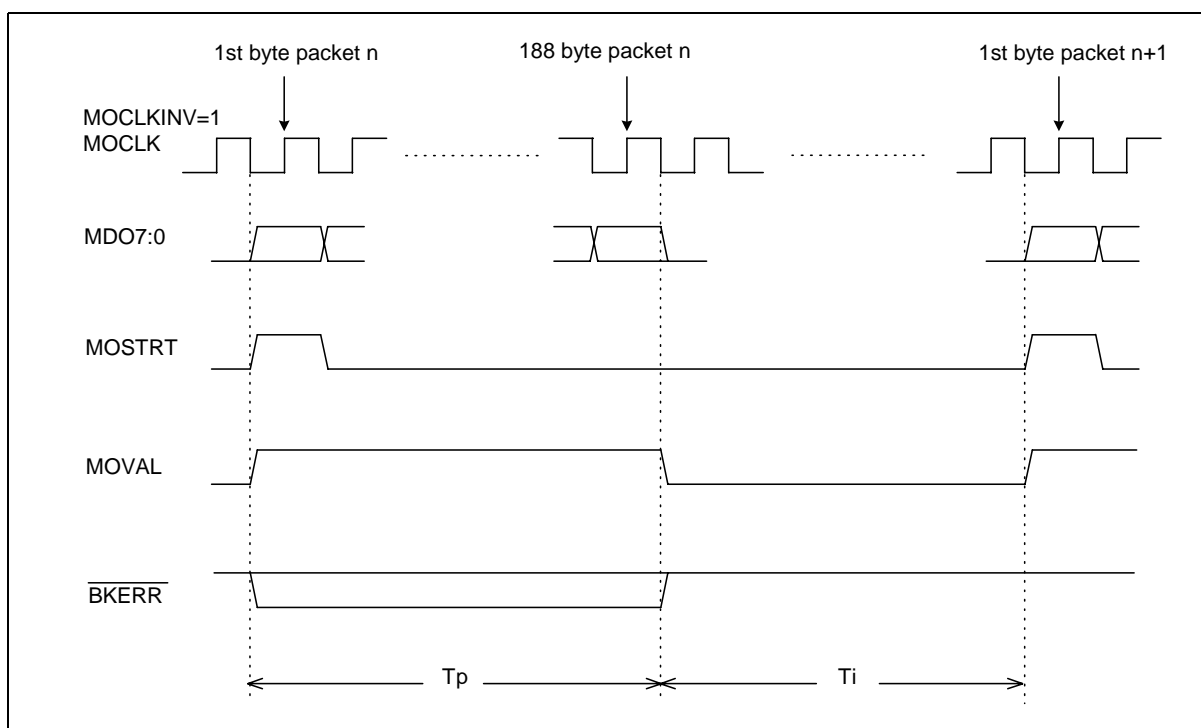 1st byte packet n
188 byte packet n
1st byte packet n+1
MOCLKINV=1
MOCLK
MDO7:0
MOSTRT
MOVAL
BKERR
Tp
Ti